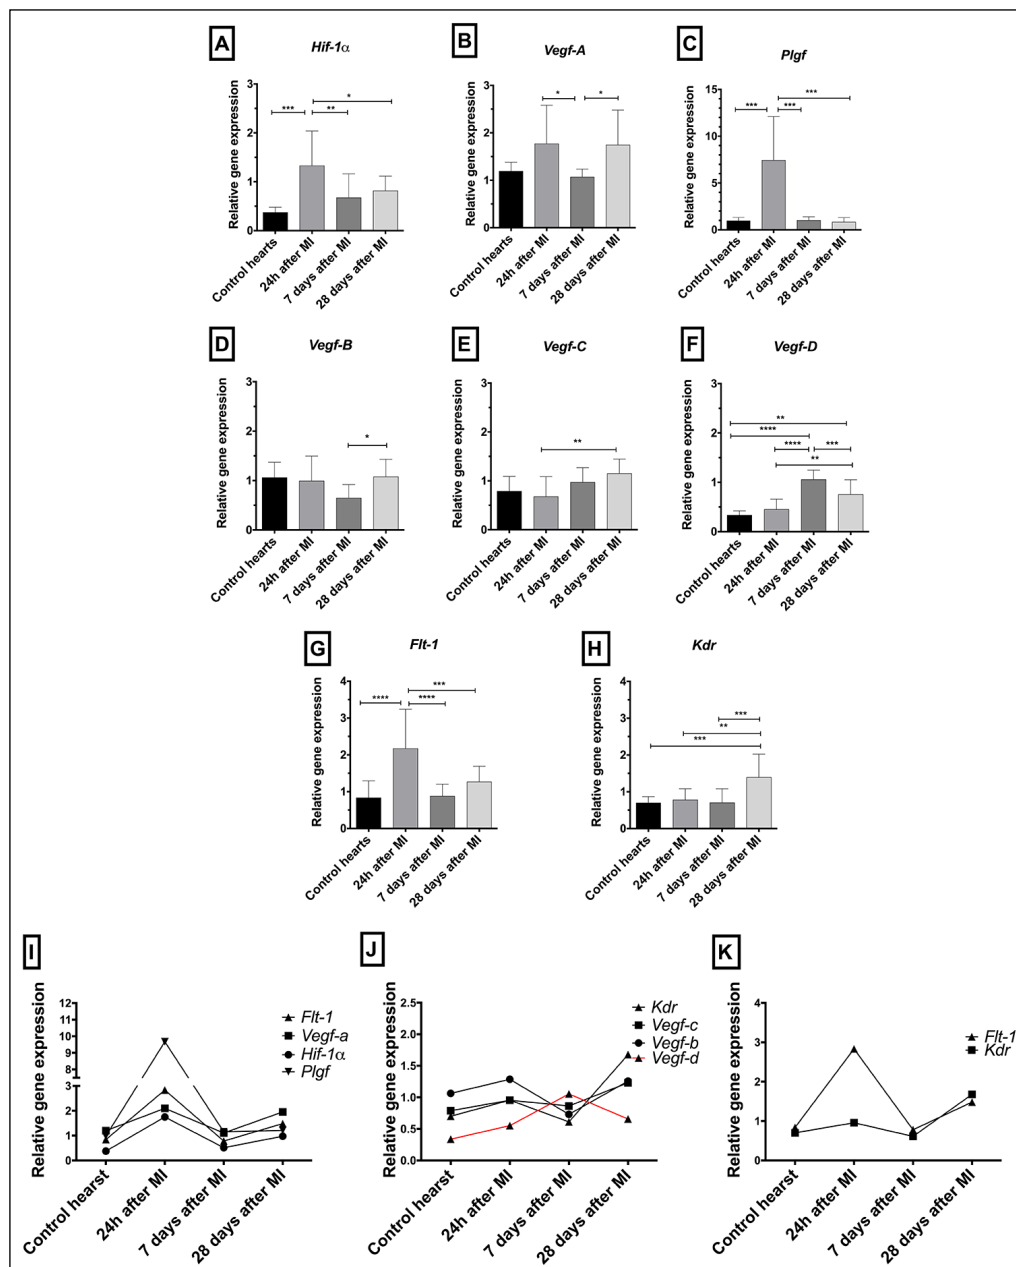 A
Hif-1α
Relative gene expression
3
2
1
0
***
**
*
Control hearts
24h after MI
7 days after MI
28 days after MI
B
Vegf-A
Relative gene expression
3
2
1
0
*
*
Control hearts
24h after MI
7 days after MI
28 days after MI
C
Plgf
Relative gene expression
15
10
5
0
***
***
***
Control hearts
24h after MI
7 days after MI
28 days after MI
D
Vegf-B
Relative gene expression
3
2
1
0
*
Control hearts
24h after MI
7 days after MI
28 days after MI
E
Vegf-C
Relative gene expression
3
2
1
0
**
Control hearts
24h after MI
7 days after MI
28 days after MI
F
Vegf-D
Relative gene expression
3
2
1
0
**
****
****
***
**
Control hearts
24h after MI
7 days after MI
28 days after MI
G
Flt-1
Relative gene expression
4
3
2
1
0
****
***
****
Control hearts
24h after MI
7 days after MI
28 days after MI
H
Kdr
Relative gene expression
4
3
2
1
0
***
**
***
Control hearts
24h after MI
7 days after MI
28 days after MI
I
Relative gene expression
12
11
10
9
8
7
6
5
4
3
3
2
1
0
Flt-1
Vegf-a
Hif-1α
Plgf
Control hearst
24h after MI
7 days after MI
28 days after MI
J
Relative gene expression
2.5
2.0
1.5
1.0
0.5
0.0
Kdr
Vegf-c
Vegf-b
Vegf-d
Control hearst
24h after MI
7 days after MI
28 days after MI
K
Relative gene expression
4
3
2
1
0
Flt-1
Kdr
Control hearst
24h after MI
7 days after MI
28 days after MI